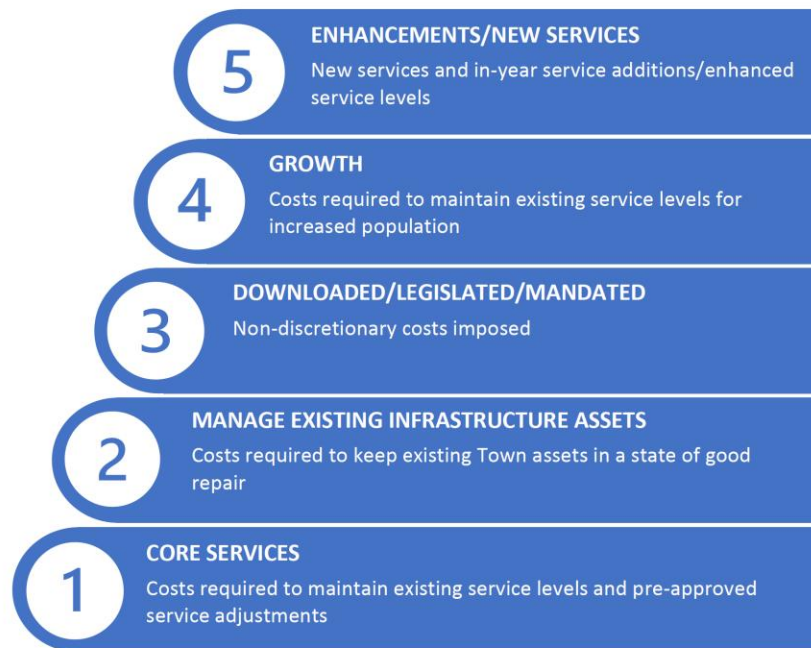 5
ENHANCEMENTS/NEW SERVICES
New services and in-year service additions/enhanced
service levels
4
GROWTH
Costs required to maintain existing service levels for
increased population
3
DOWNLOADED/LEGISLATED/MANDATED
Non-discretionary costs imposed
2
MANAGE EXISTING INFRASTRUCTURE ASSETS
Costs required to keep existing Town assets in a state of good
repair
1
CORE SERVICES
Costs required to maintain existing service levels and pre-approved
service adjustments